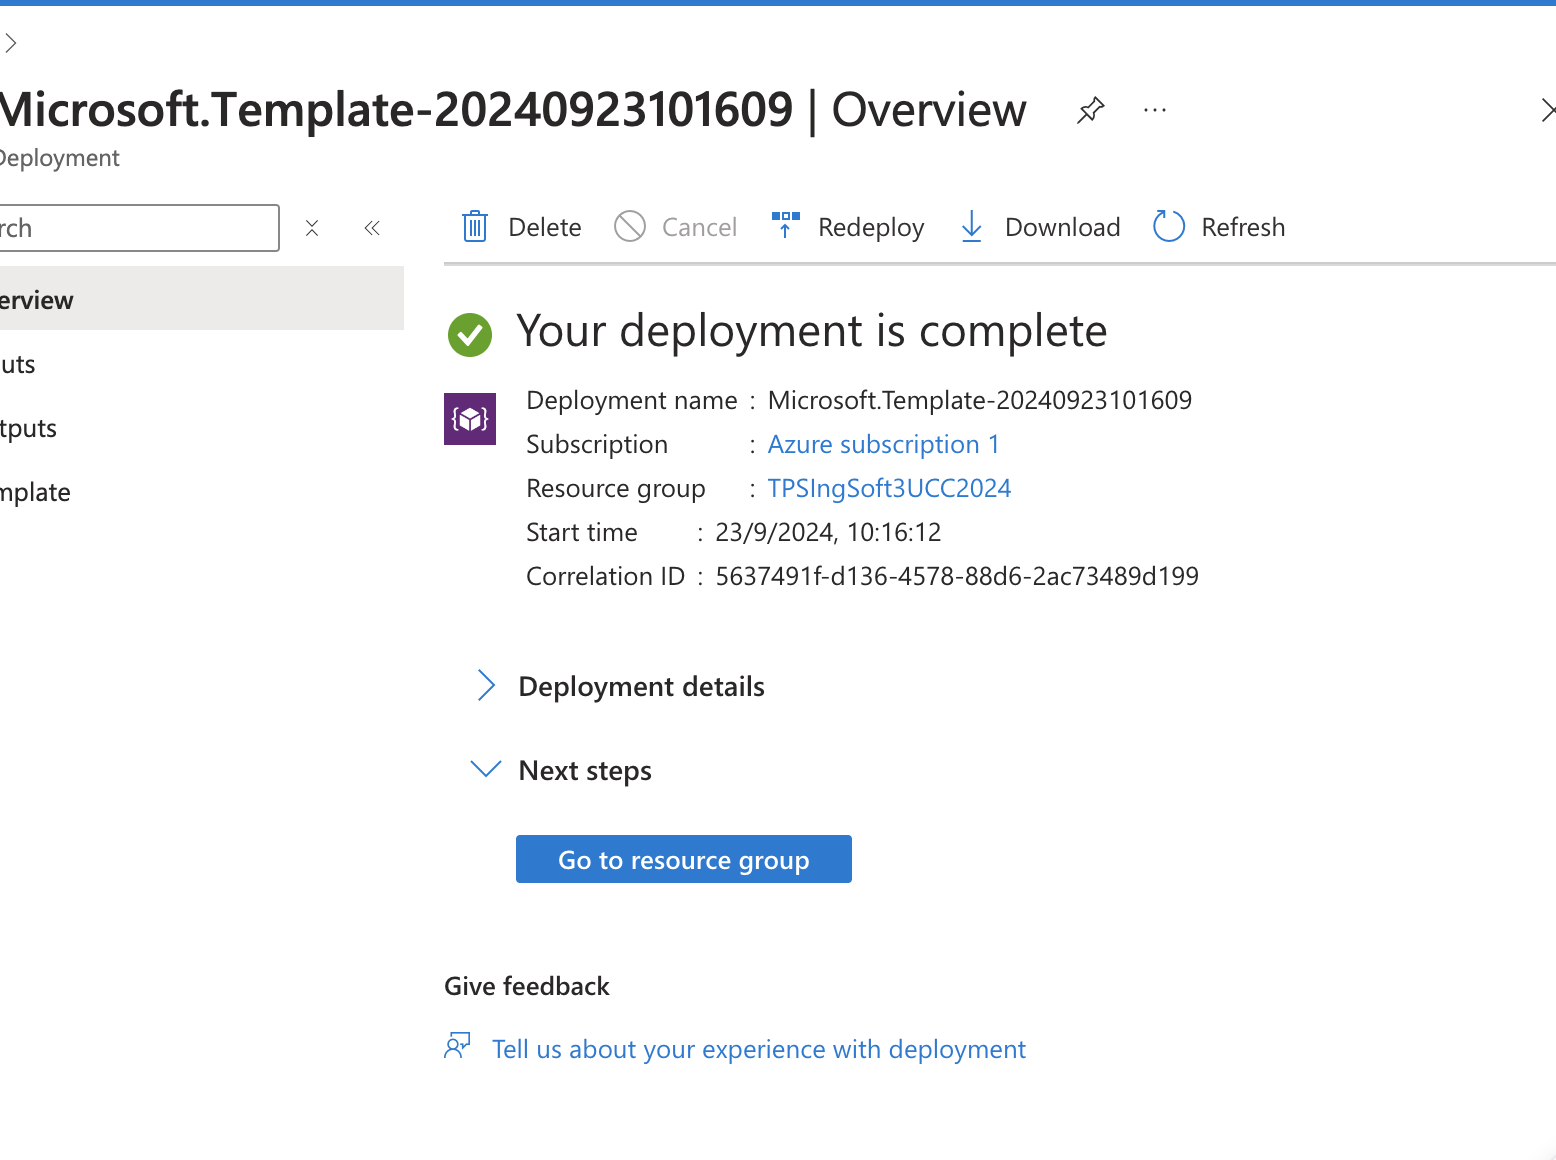 Microsoft.Template-20240923101609 | Overview
Deployment
Delete Cancel Redeploy Download Refresh
Your deployment is complete
Deployment name : Microsoft.Template-20240923101609
Subscription : Azure subscription 1
Resource group : TPSIngSoft3UCC2024
Start time : 23/9/2024, 10:16:12
Correlation ID : 5637491f-d136-4578-88d6-2ac73489d199
Deployment details
Next steps
Go to resource group
Give feedback
Tell us about your experience with deployment
rch
erview
uts
tputs
mplate